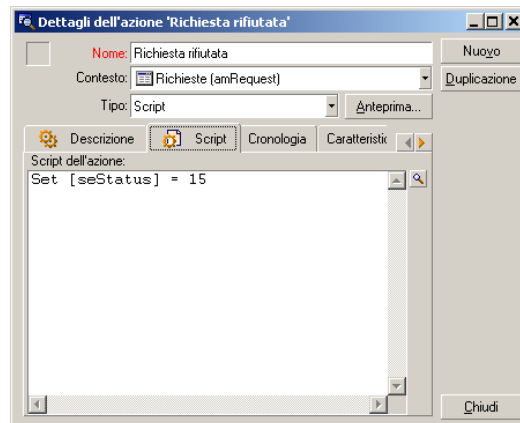 Dettagli dell'azione 'Richiesta rifiutata'
Nome: Richiesta rifiutata
Nuovo
Contesto: Richieste (amRequest)
Duplicazione
Tipo: Script
Anteprima...
Descrizione Script Cronologia Caratteristic
Script dell'azione:
Set [seStatus] = 15
Chiudi